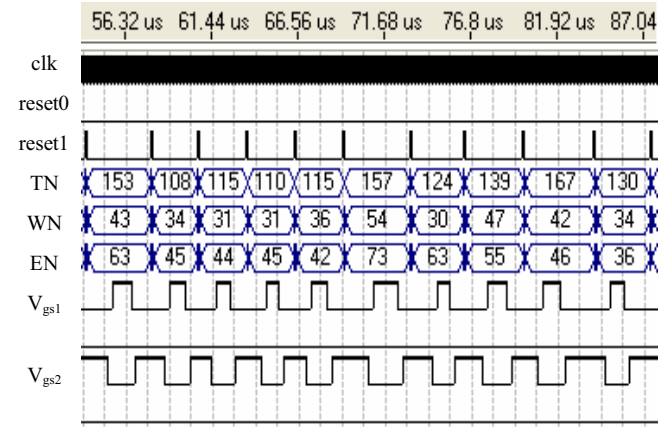 56.32 us 61.44 us 66.56 us 71.68 us 76.8 us 81.92 us 87.04
clk
reset0
reset1
TN 153 108 115 110 115 157 124 139 167 130
WN 43 34 31 31 36 54 30 47 42 34
EN 63 45 44 45 42 73 63 55 46 36
Vgs1
Vgs2